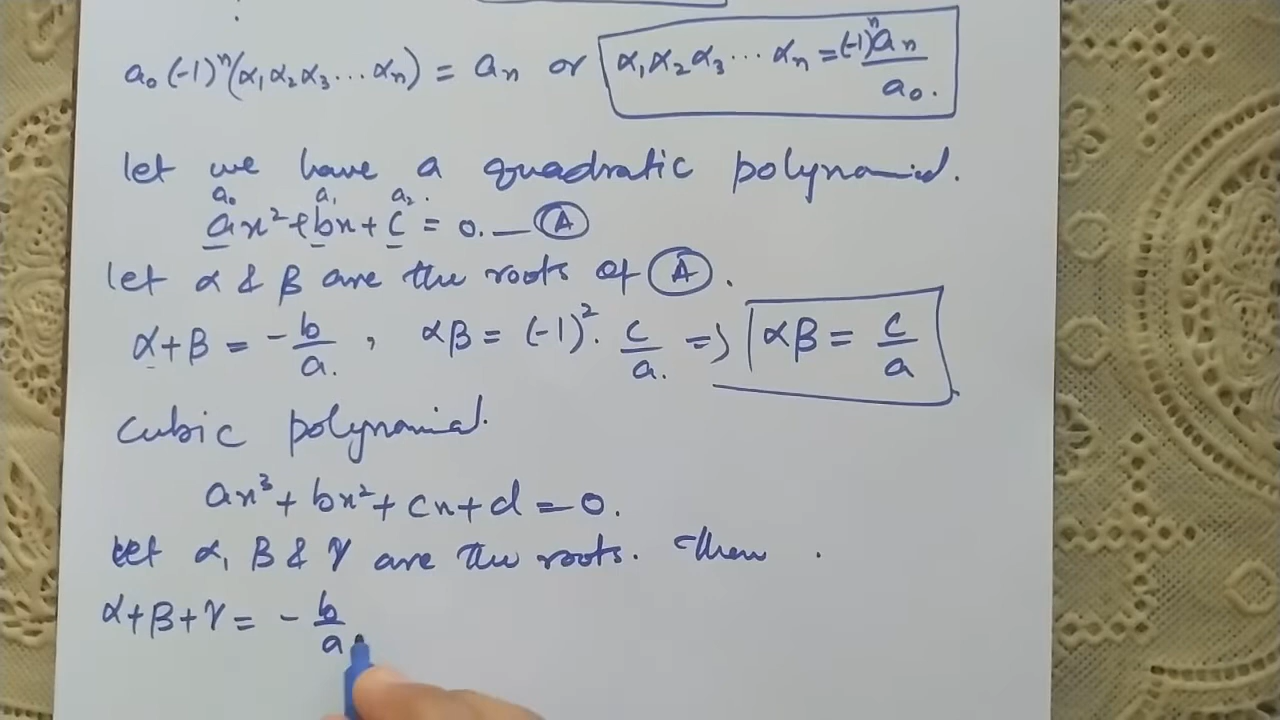 a₀(-1)ⁿ(α₁α₂α₃...αₙ) = aₙ or α₁α₂α₃...αₙ = (-1)ⁿaₙ/a₀.
let we have a quadratic polynomial.
a₀ a₁ a₂.
ax²+bx+c = 0. — Ⓐ
let α & β are the roots of Ⓐ.
α+β = -b/a. , αβ = (-1)². c/a. => αβ = c/a
cubic polynomial.
ax³+bx²+cx+d = 0.
let α, β & γ are the roots. Then .
α+β+γ = -b/a